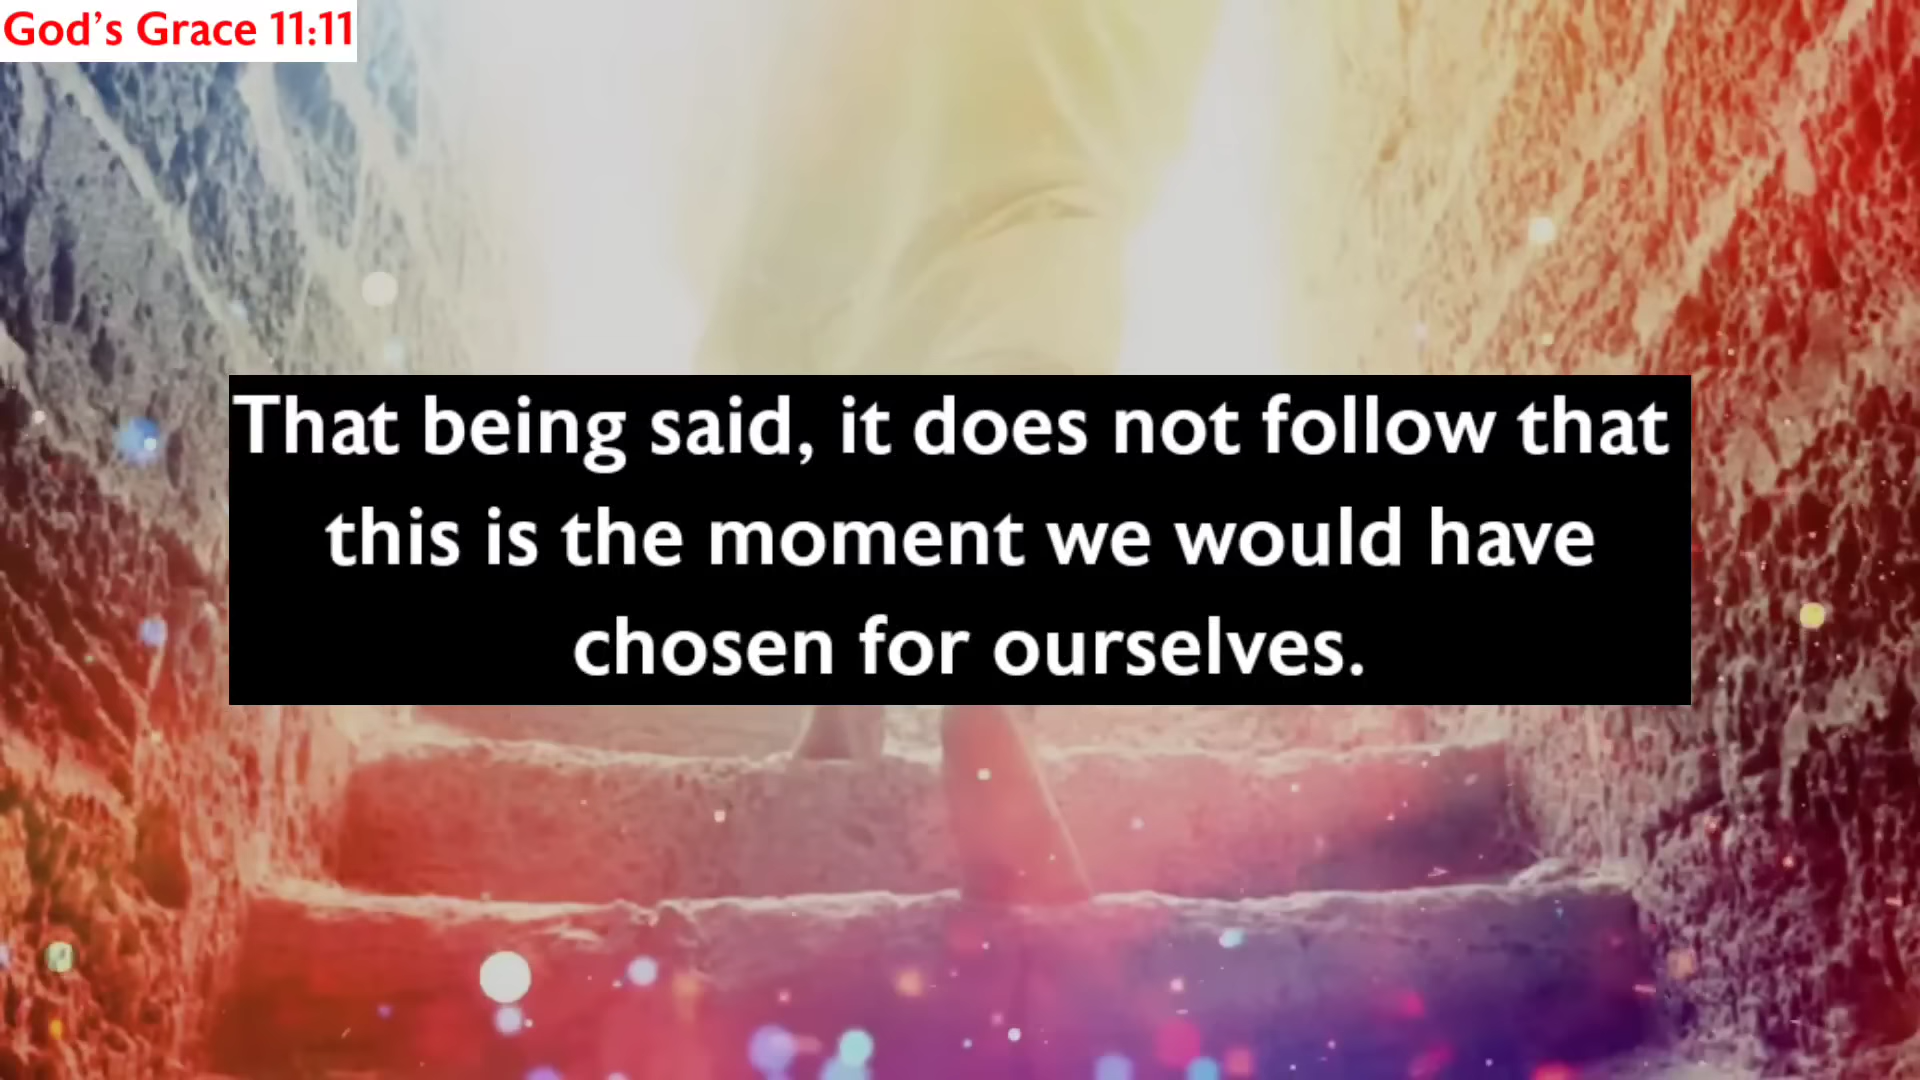 God’s Grace 11:11
That being said, it does not follow that
this is the moment we would have
chosen for ourselves.